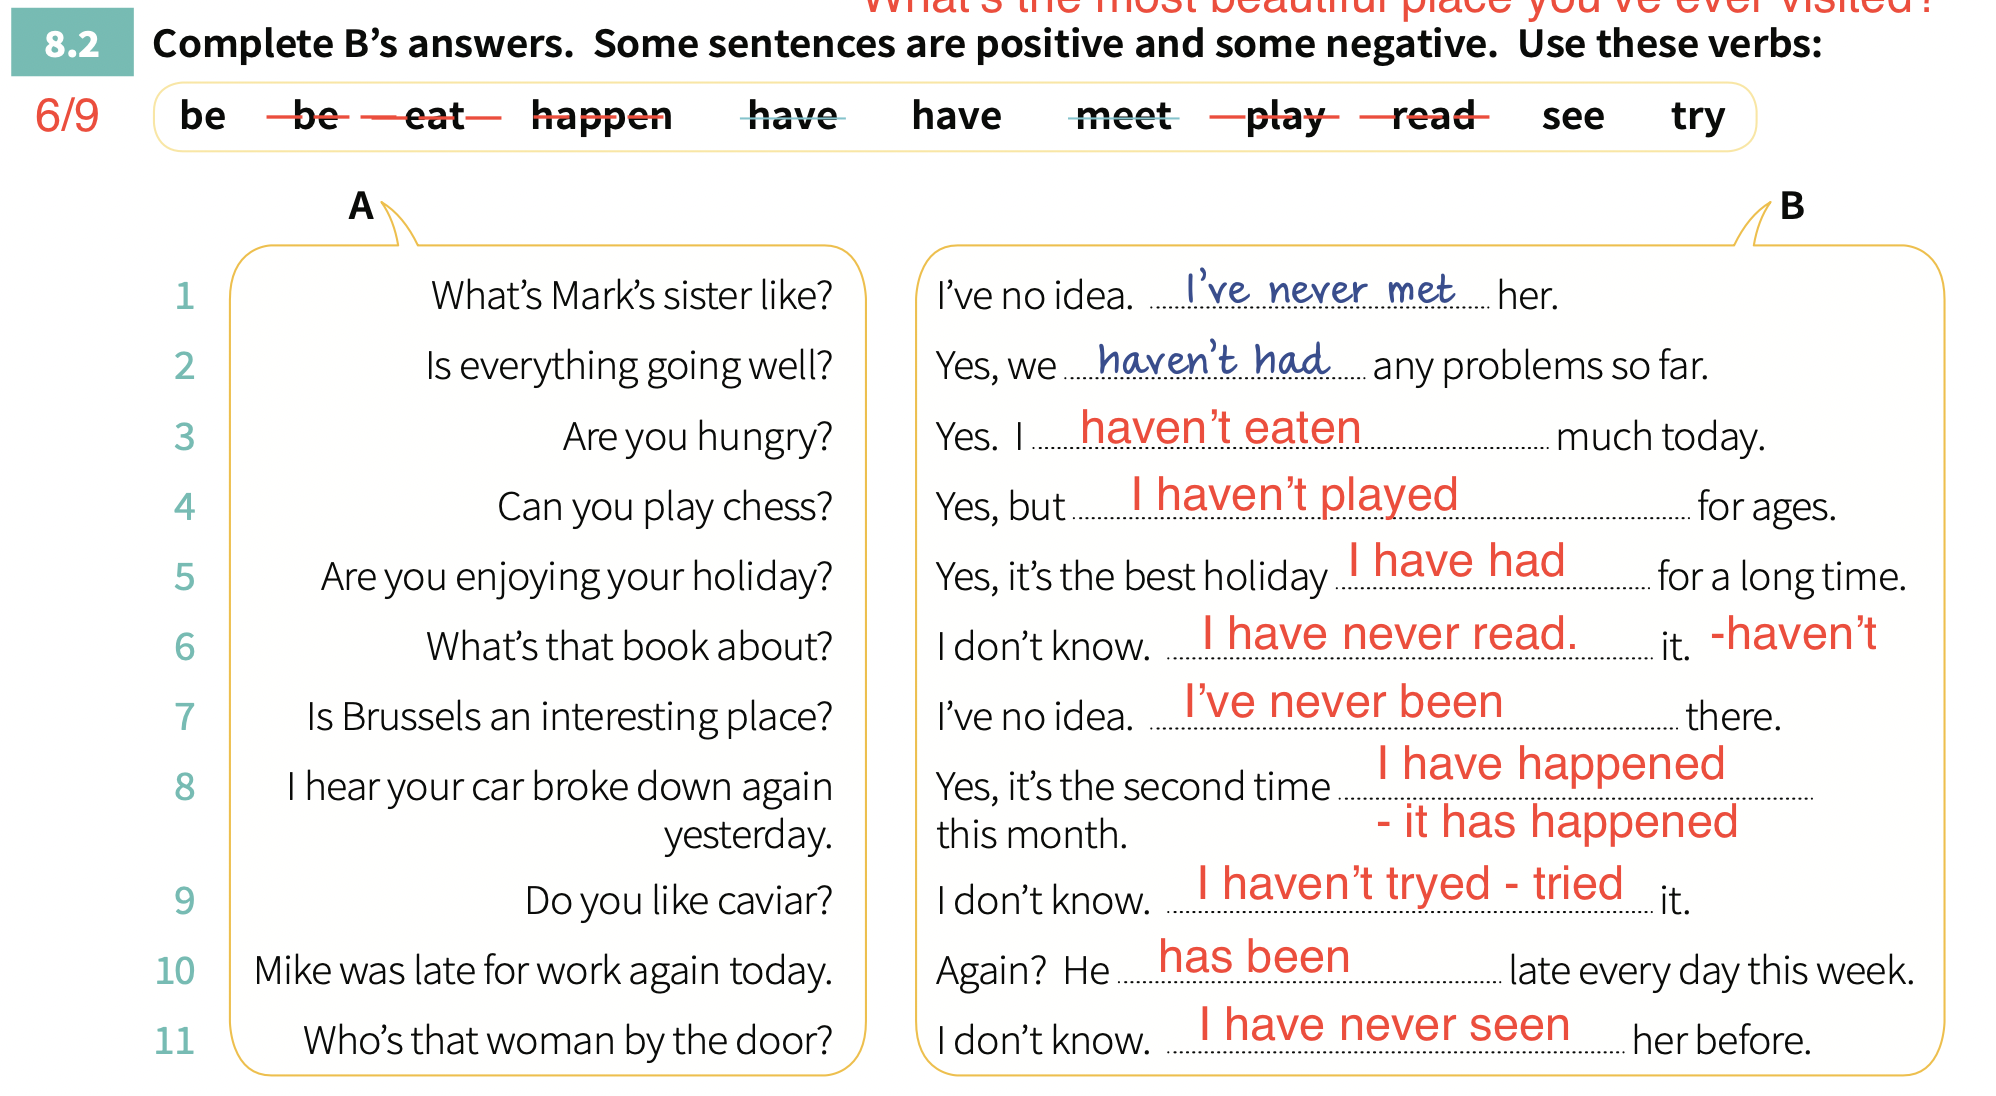 What's the most beautiful place you've ever visited?
8.2 Complete B's answers. Some sentences are positive and some negative. Use these verbs:
6/9 be be eat happen have have meet play read see try
A B
1 What's Mark's sister like? I've no idea. I've never met her.
2 Is everything going well? Yes, we haven't had any problems so far.
3 Are you hungry? Yes. I haven't eaten much today.
4 Can you play chess? Yes, but I haven't played for ages.
5 Are you enjoying your holiday? Yes, it's the best holiday I have had for a long time.
6 What's that book about? I don't know. I have never read. it. -haven't
7 Is Brussels an interesting place? I've no idea. I've never been there.
8 I hear your car broke down again Yes, it's the second time I have happened
yesterday. this month. - it has happened
9 Do you like caviar? I don't know. I haven't tryed - tried it.
10 Mike was late for work again today. Again? He has been late every day this week.
11 Who's that woman by the door? I don't know. I have never seen her before.